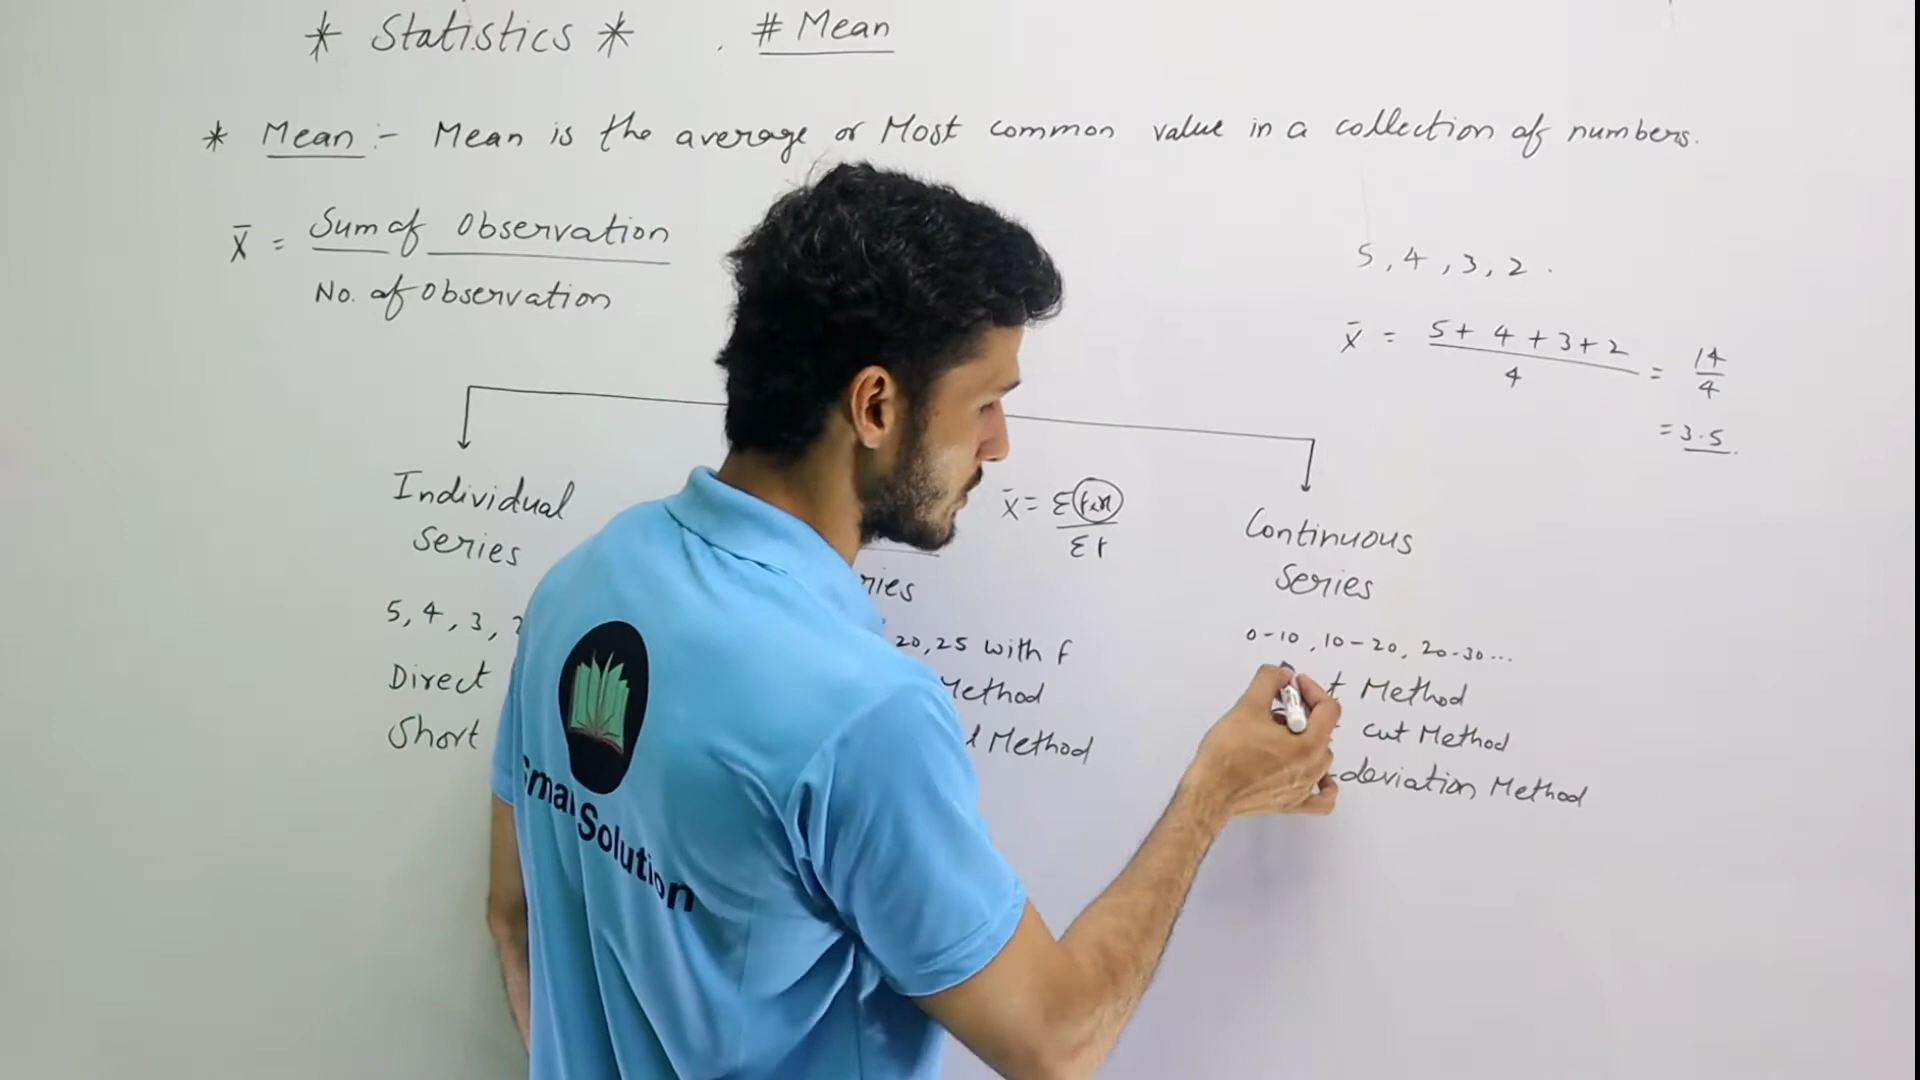 * Statistics * . # Mean
* Mean :- Mean is the average or Most common value in a collection of numbers.
X̄ = Sum of Observation
No. of Observation
5, 4, 3, 2.
x̄ = 5+ 4 + 3 + 2 = 14
4 4
= 3.5
Individual
Series
5, 4, 3,
Direct
Short
x̄ = Σ
Σf
20, 25 with f
Method
Method
Continuous
Series
0-10, 10-20, 20-30...
Method
cut Method
-deviation Method
Solution